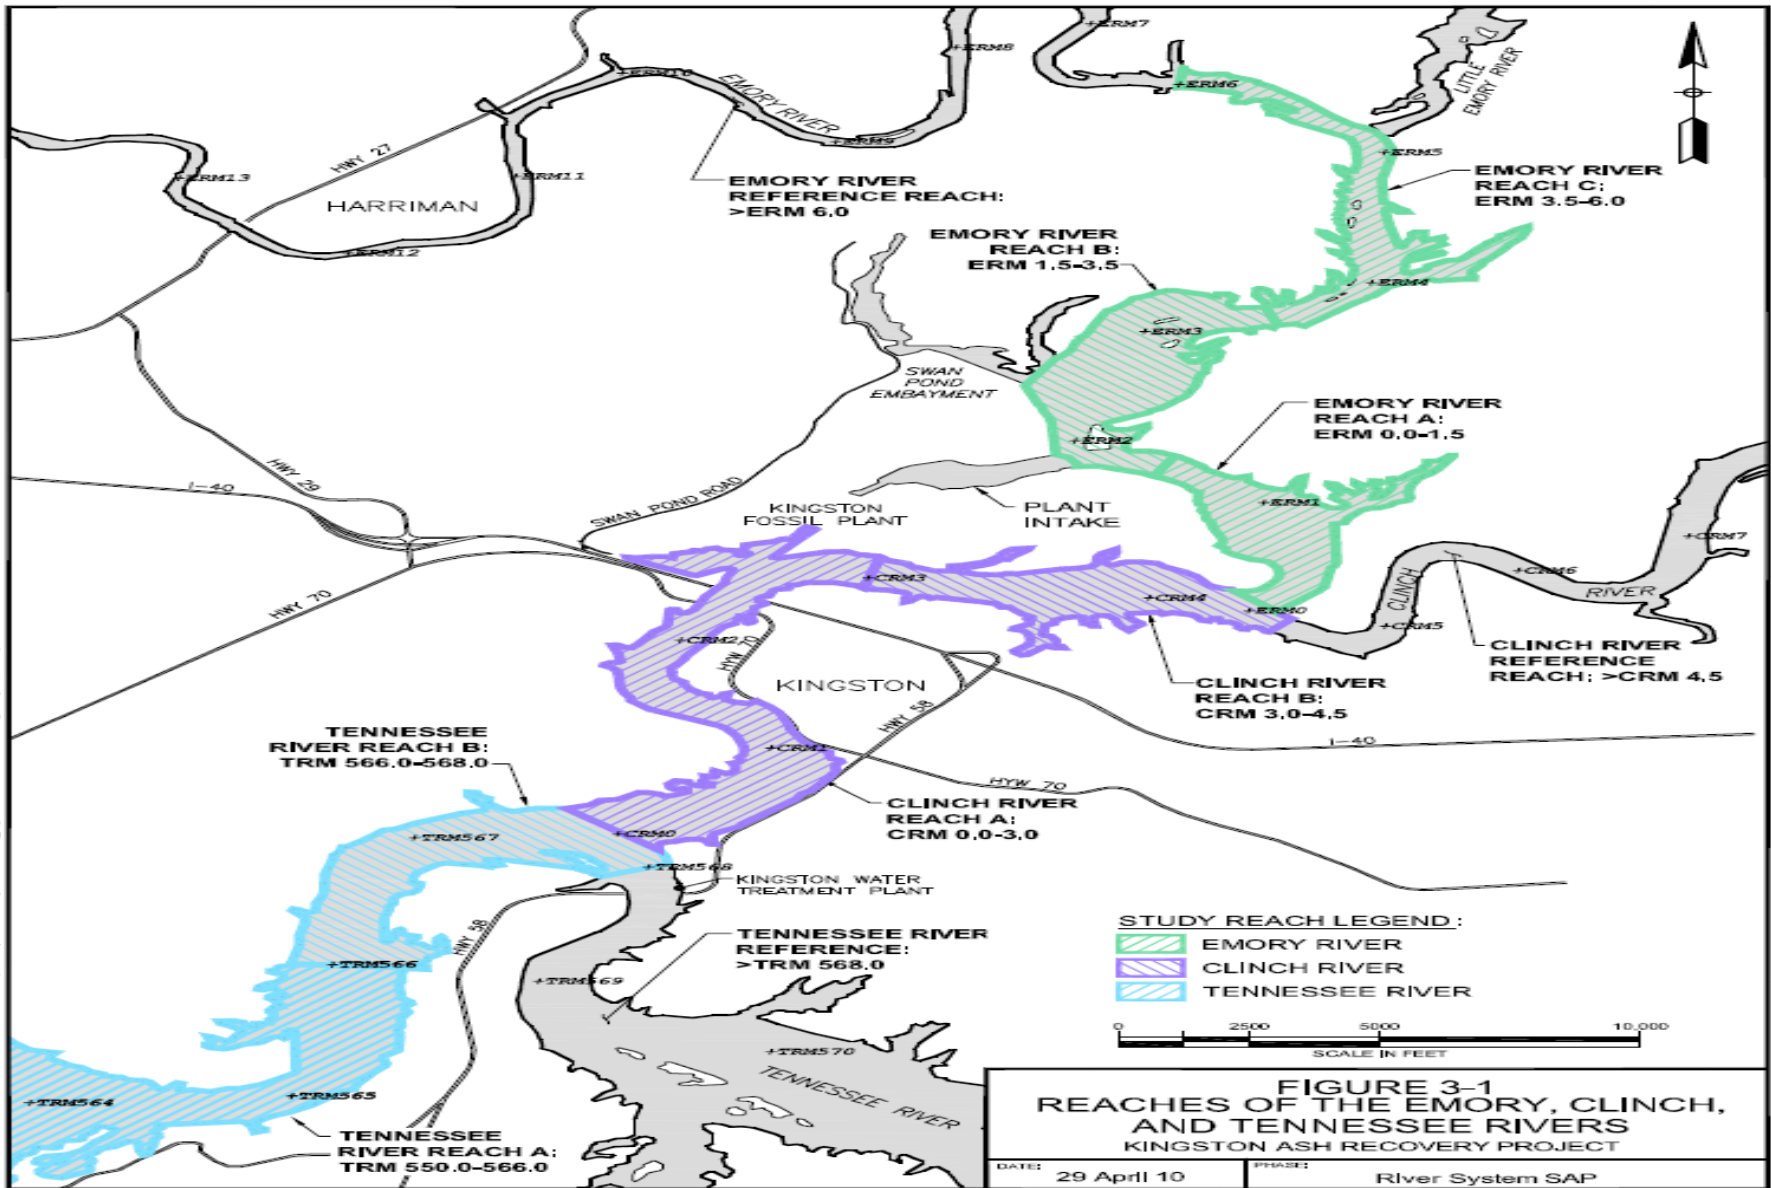 +ERM7
+ERM8
+ERM10
EMORY RIVER
+ERM9
+ERM6
LITTLE
EMORY RIVER
+ERM5
HWY 27
+ERM13
+ERM11
HARRIMAN
+ERM12
EMORY RIVER
REFERENCE REACH:
>ERM 6.0
EMORY RIVER
REACH C:
ERM 3.5-6.0
EMORY RIVER
REACH B:
ERM 1.5-3.5
+ERM4
+ERM3
SWAN
POND
EMBAYMENT
EMORY RIVER
REACH A:
ERM 0.0-1.5
+ERM2
HWY 29
I-40
SWAN POND ROAD
KINGSTON
FOSSIL PLANT
PLANT
INTAKE
+ERM1
+CRM7
+CRM3
+CRM6
CLINCH
RIVER
HWY 70
+CRM4
+ERM0
+CRM5
+CRM2
HYW 70
KINGSTON
CLINCH RIVER
REFERENCE
REACH: >CRM 4.5
CLINCH RIVER
REACH B:
CRM 3.0-4.5
HWY 58
TENNESSEE
RIVER REACH B:
TRM 566.0-568.0
+CRM1
I-40
HYW 70
CLINCH RIVER
REACH A:
CRM 0.0-3.0
+TRM567
+CRM0
+TRM568
KINGSTON WATER
TREATMENT PLANT
HWY 58
TENNESSEE RIVER
REFERENCE:
>TRM 568.0
+TRM566
+TRM569
STUDY REACH LEGEND:
EMORY RIVER
CLINCH RIVER
TENNESSEE RIVER
0 2500 5000 10,000
SCALE IN FEET
+TRM570
TENNESSEE RIVER
+TRM564
+TRM565
TENNESSEE
RIVER REACH A:
TRM 550.0-566.0
FIGURE 3-1
REACHES OF THE EMORY, CLINCH,
AND TENNESSEE RIVERS
KINGSTON ASH RECOVERY PROJECT
DATE: 29 April 10
PHASE: River System SAP